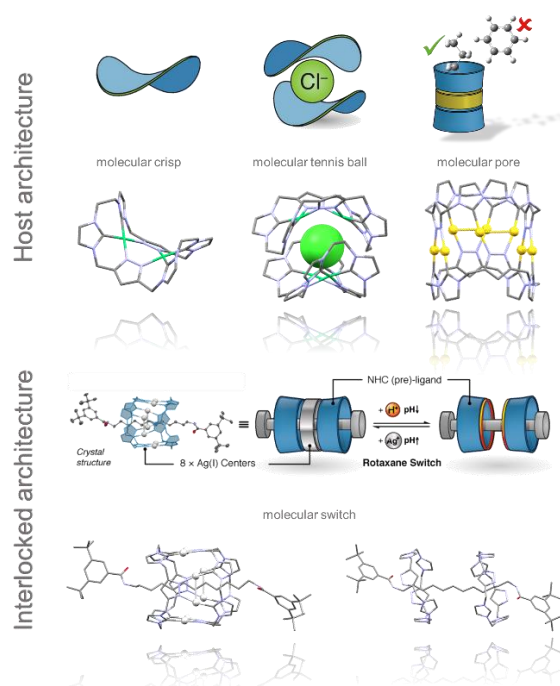 Host architecture
Cl⁻
molecular crisp
molecular tennis ball
molecular pore
Interlocked architecture
NHC (pre)-ligand
+ H⁺ pH↓
+ Ag⁺ pH↑
≡
Crystal
structure
8 × Ag(I) Centers
Rotaxane Switch
molecular switch